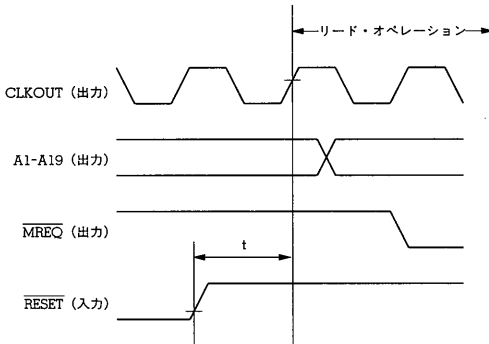 リード・オペレーション
CLKOUT（出力）
A1-A19（出力）
MREQ（出力）
t
RESET（入力）